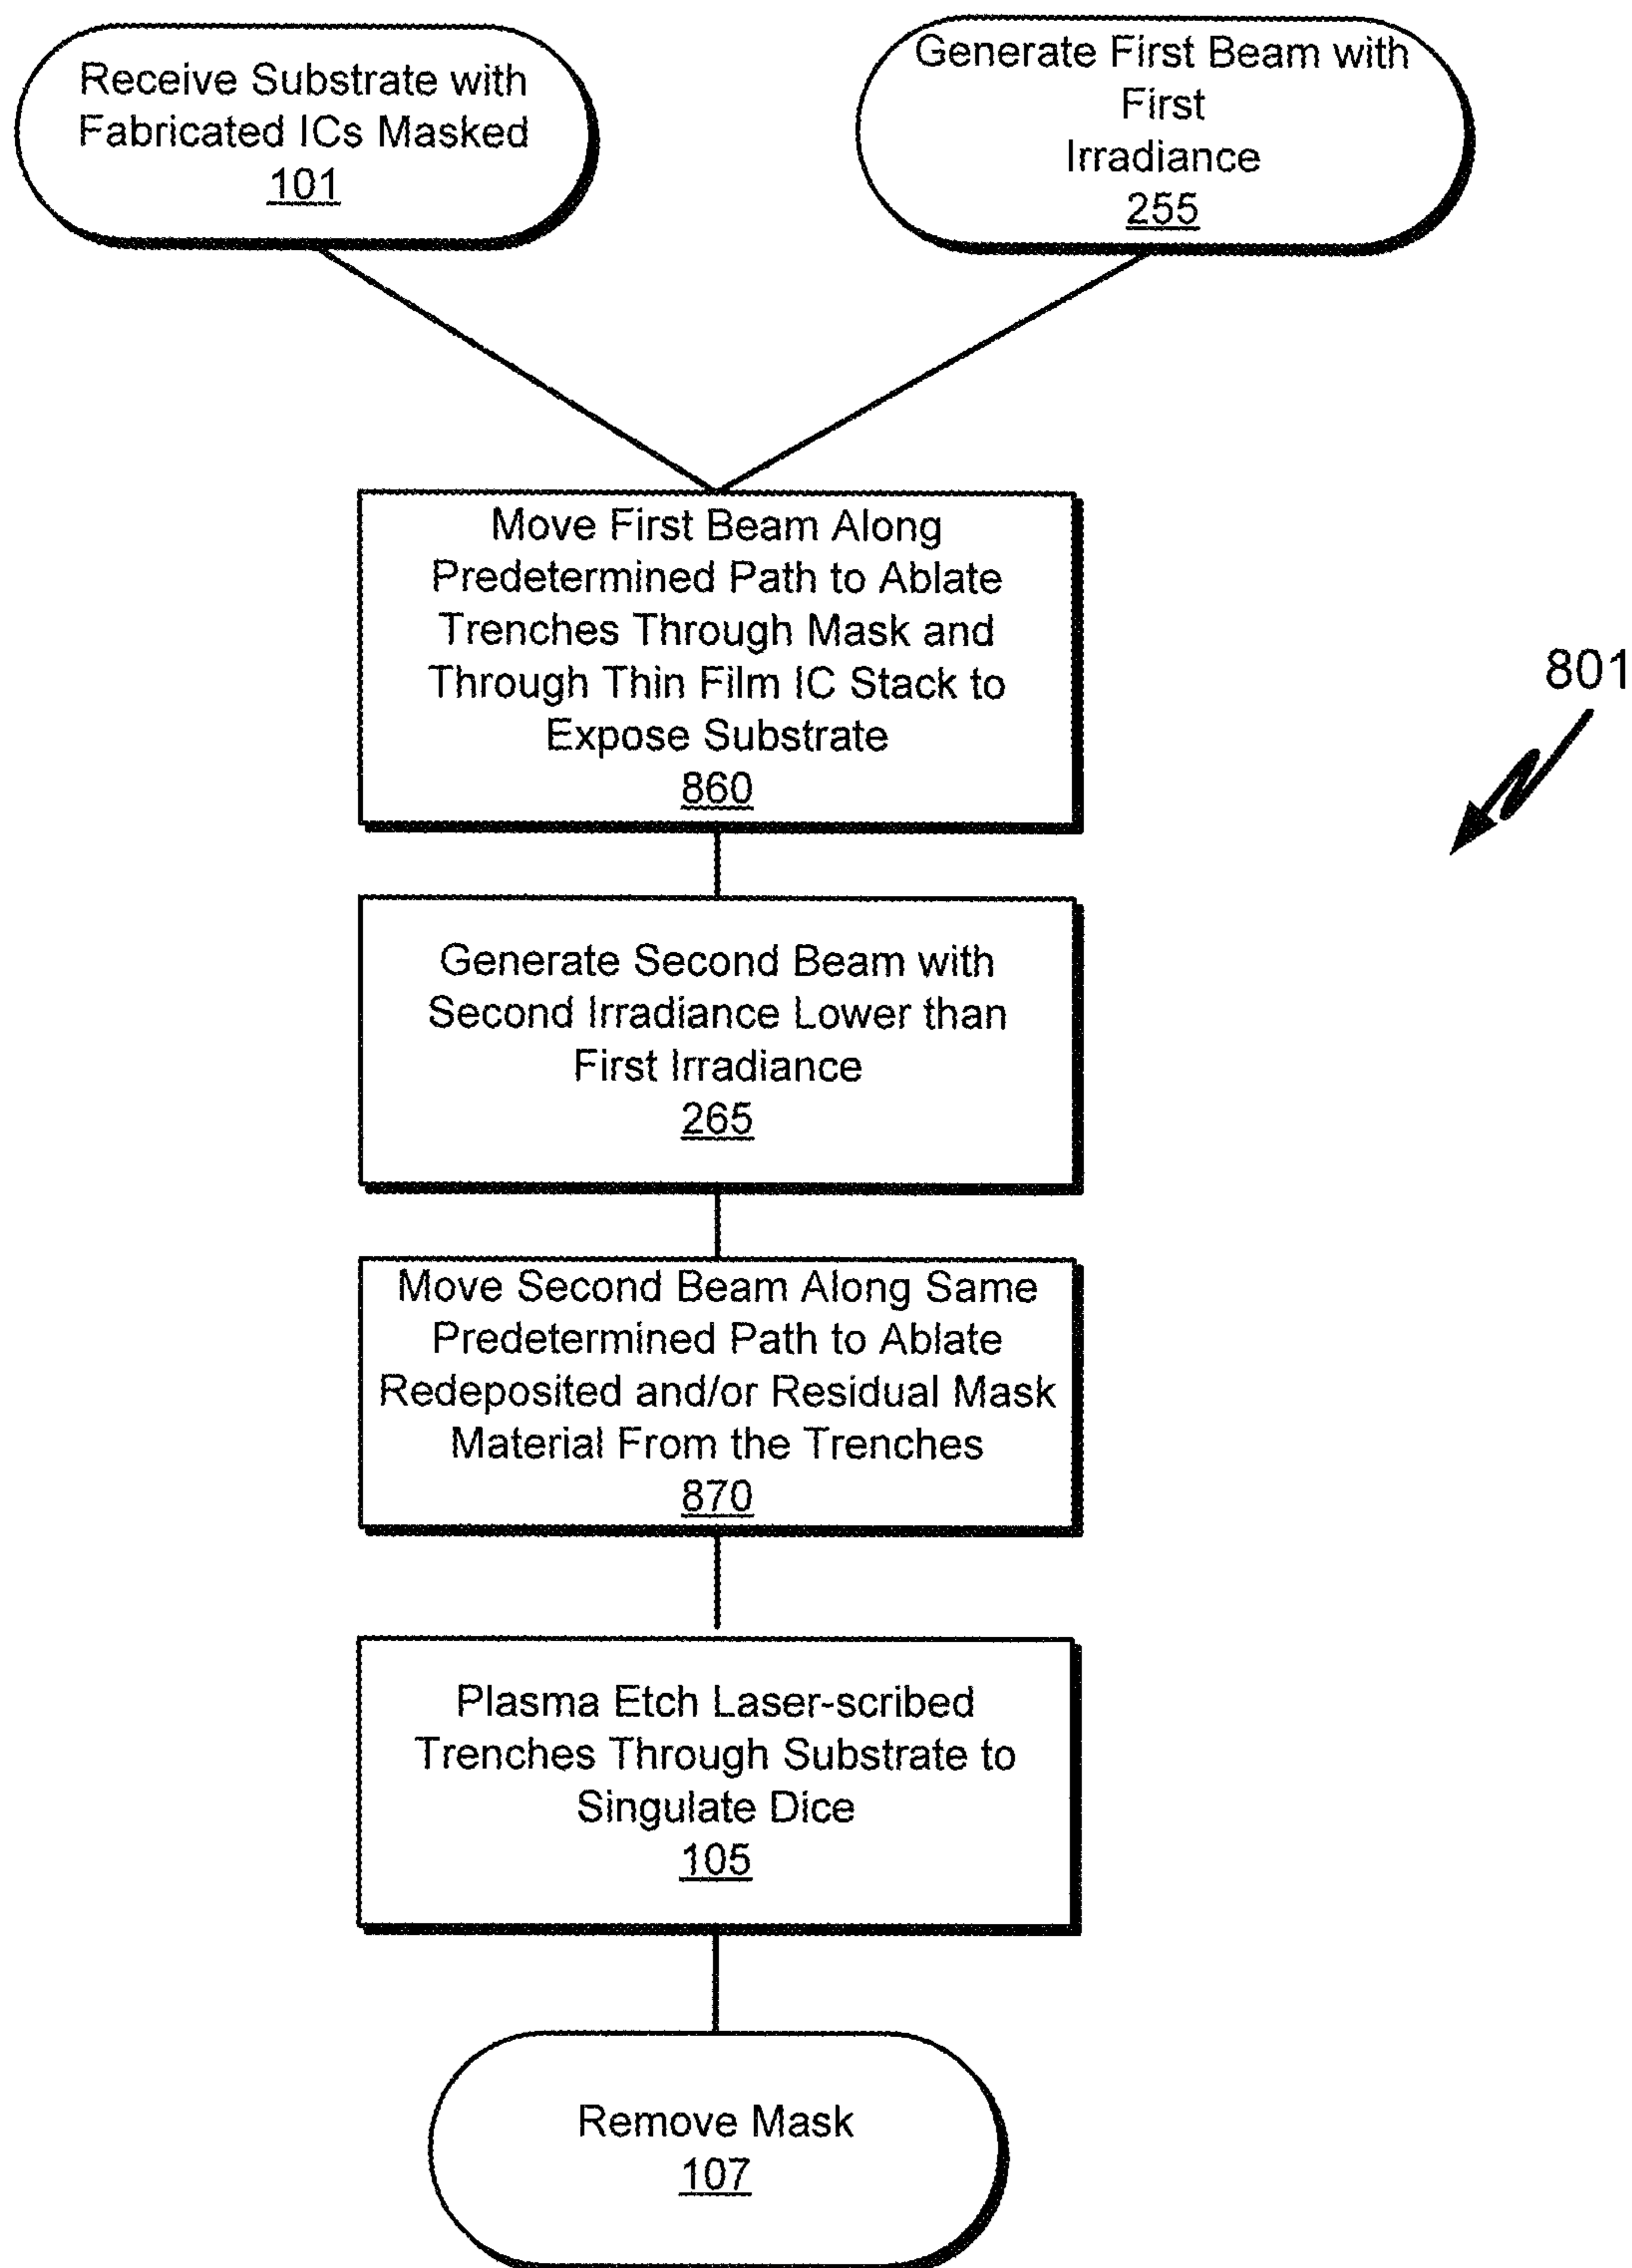 Receive Substrate with
Fabricated ICs Masked
101
Generate First Beam with
First
Irradiance
255
Move First Beam Along
Predetermined Path to Ablate
Trenches Through Mask and
Through Thin Film IC Stack to
Expose Substrate
860
801
Generate Second Beam with
Second Irradiance Lower than
First Irradiance
265
Move Second Beam Along Same
Predetermined Path to Ablate
Redeposited and/or Residual Mask
Material From the Trenches
870
Plasma Etch Laser-scribed
Trenches Through Substrate to
Singulate Dice
105
Remove Mask
107